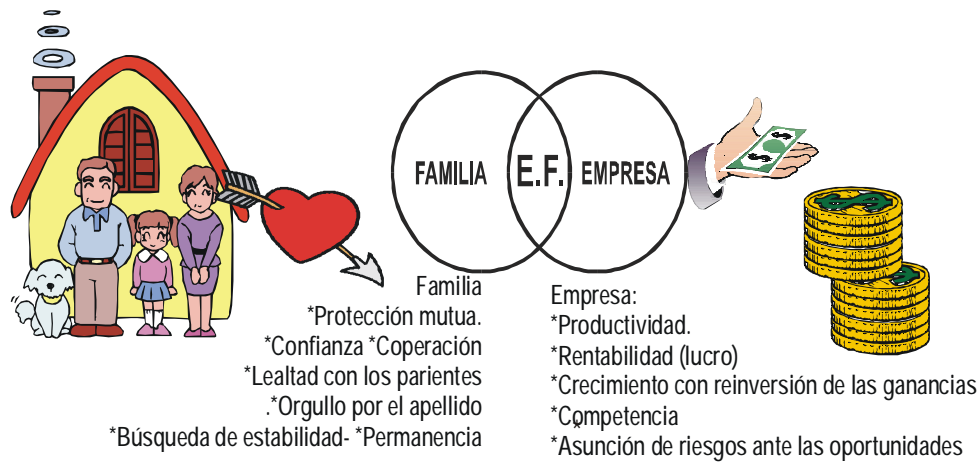 FAMILIA E.F. EMPRESA
Familia
*Protección mutua.
*Confianza *Coperación
*Lealtad con los parientes
.*Orgullo por el apellido
*Búsqueda de estabilidad- *Permanencia
Empresa:
*Productividad.
*Rentabilidad (lucro)
*Crecimiento con reinversión de las ganancias
*Competencia
*Asunción de riesgos ante las oportunidades